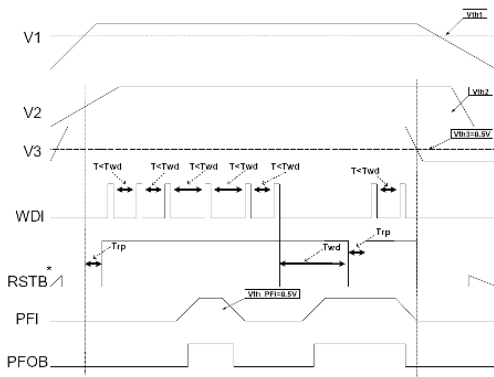 Vth1
V1
Vth2
V2
Vth3=0.5V
V3
T<Twd T<Twd T<Twd T<Twd T<Twd T<Twd
WDI
Trp Twd Trp
RSTB*
Vth_PFI=0.5V
PFI
PFOB